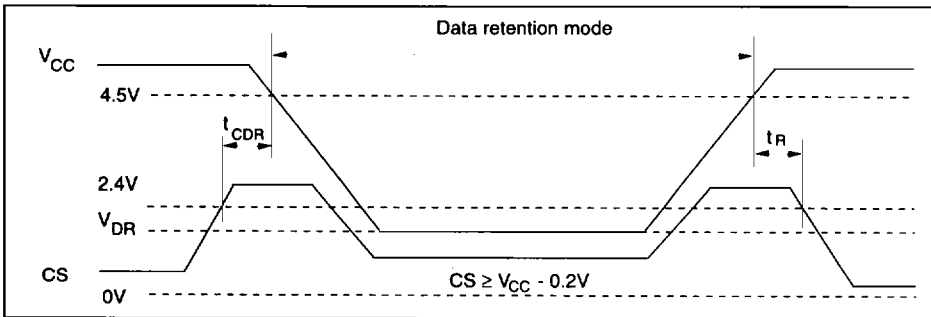 Data retention mode
VCC
4.5V
tCDR
tR
2.4V
VDR
CS
CS ≥ VCC - 0.2V
0V